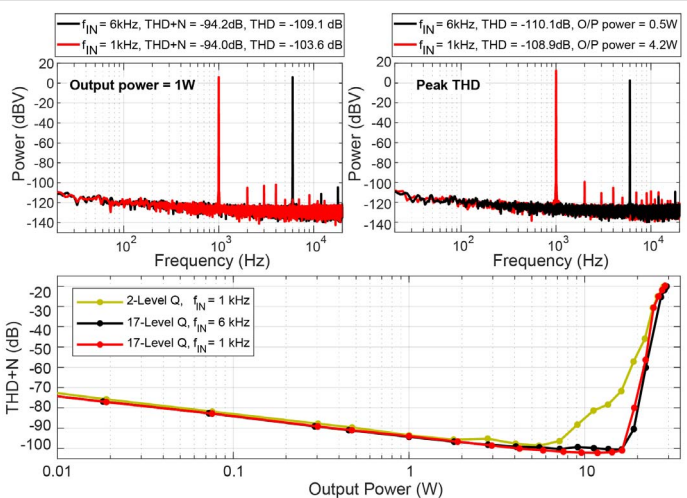 f_IN = 6kHz, THD+N = -94.2dB, THD = -109.1 dB
f_IN = 1kHz, THD+N = -94.0dB, THD = -103.6 dB
20
0
-20
-40
-60
-80
-100
-120
-140
Power (dBV)
Output power = 1W
10^2
10^3
10^4
Frequency (Hz)
f_IN = 6kHz, THD = -110.1dB, O/P power = 0.5W
f_IN = 1kHz, THD = -108.9dB, O/P power = 4.2W
20
0
-20
-40
-60
-80
-100
-120
-140
Power (dBV)
Peak THD
10^2
10^3
10^4
Frequency (Hz)
-20
-30
-40
-50
-60
-70
-80
-90
-100
THD+N (dB)
2-Level Q, f_IN = 1 kHz
17-Level Q, f_IN = 6 kHz
17-Level Q, f_IN = 1 kHz
0.01
0.1
1
10
Output Power (W)